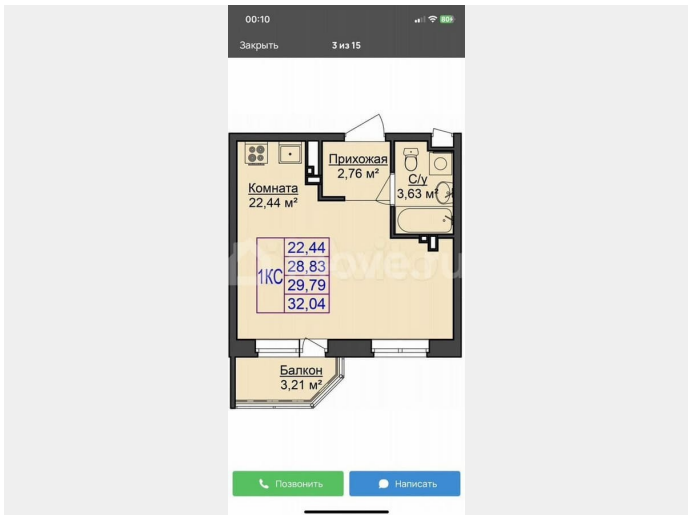 00:10
90+
Закрыть
3 из 15
Прихожая
2,76 м²
С/у
3,63 м²
Комната
22,44 м²
1КС
22,44
28,83
29,79
32,04
Балкон
3,21 м²
Позвонить
Написать